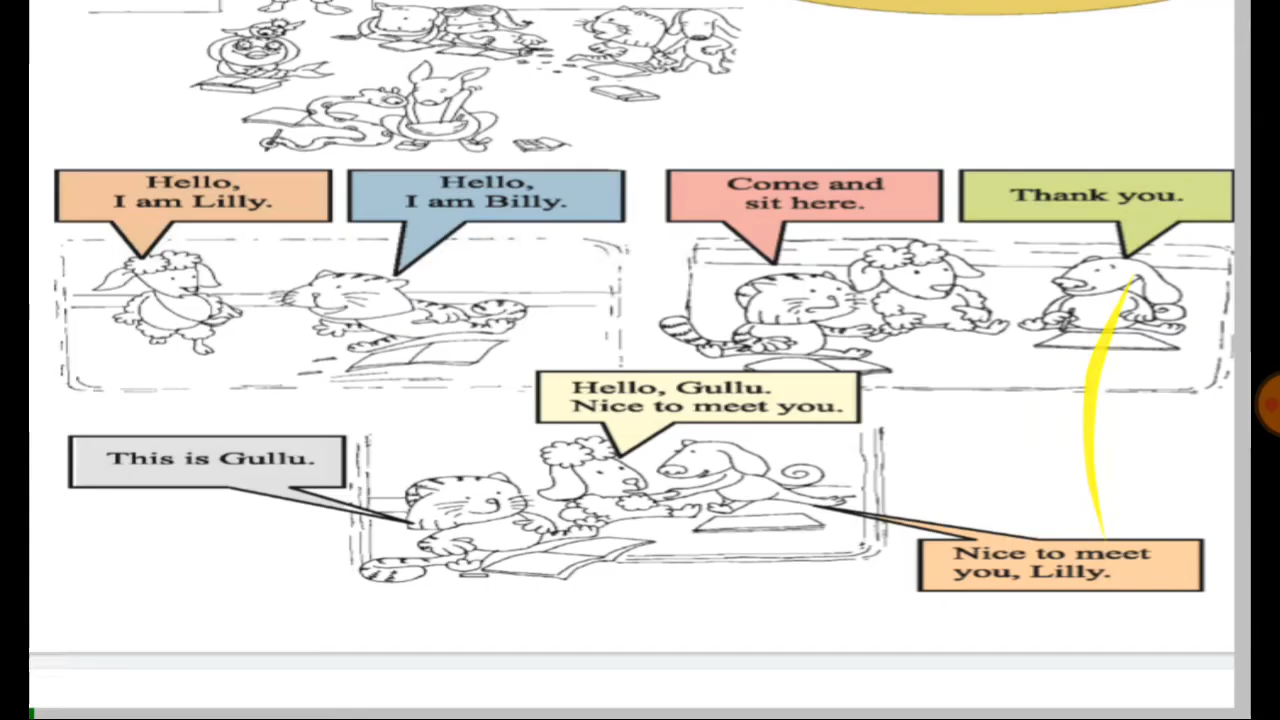 Hello,
I am Lilly.
Hello,
I am Billy.
Come and
sit here.
Thank you.
This is Gullu.
Hello, Gullu.
Nice to meet you.
Nice to meet
you, Lilly.